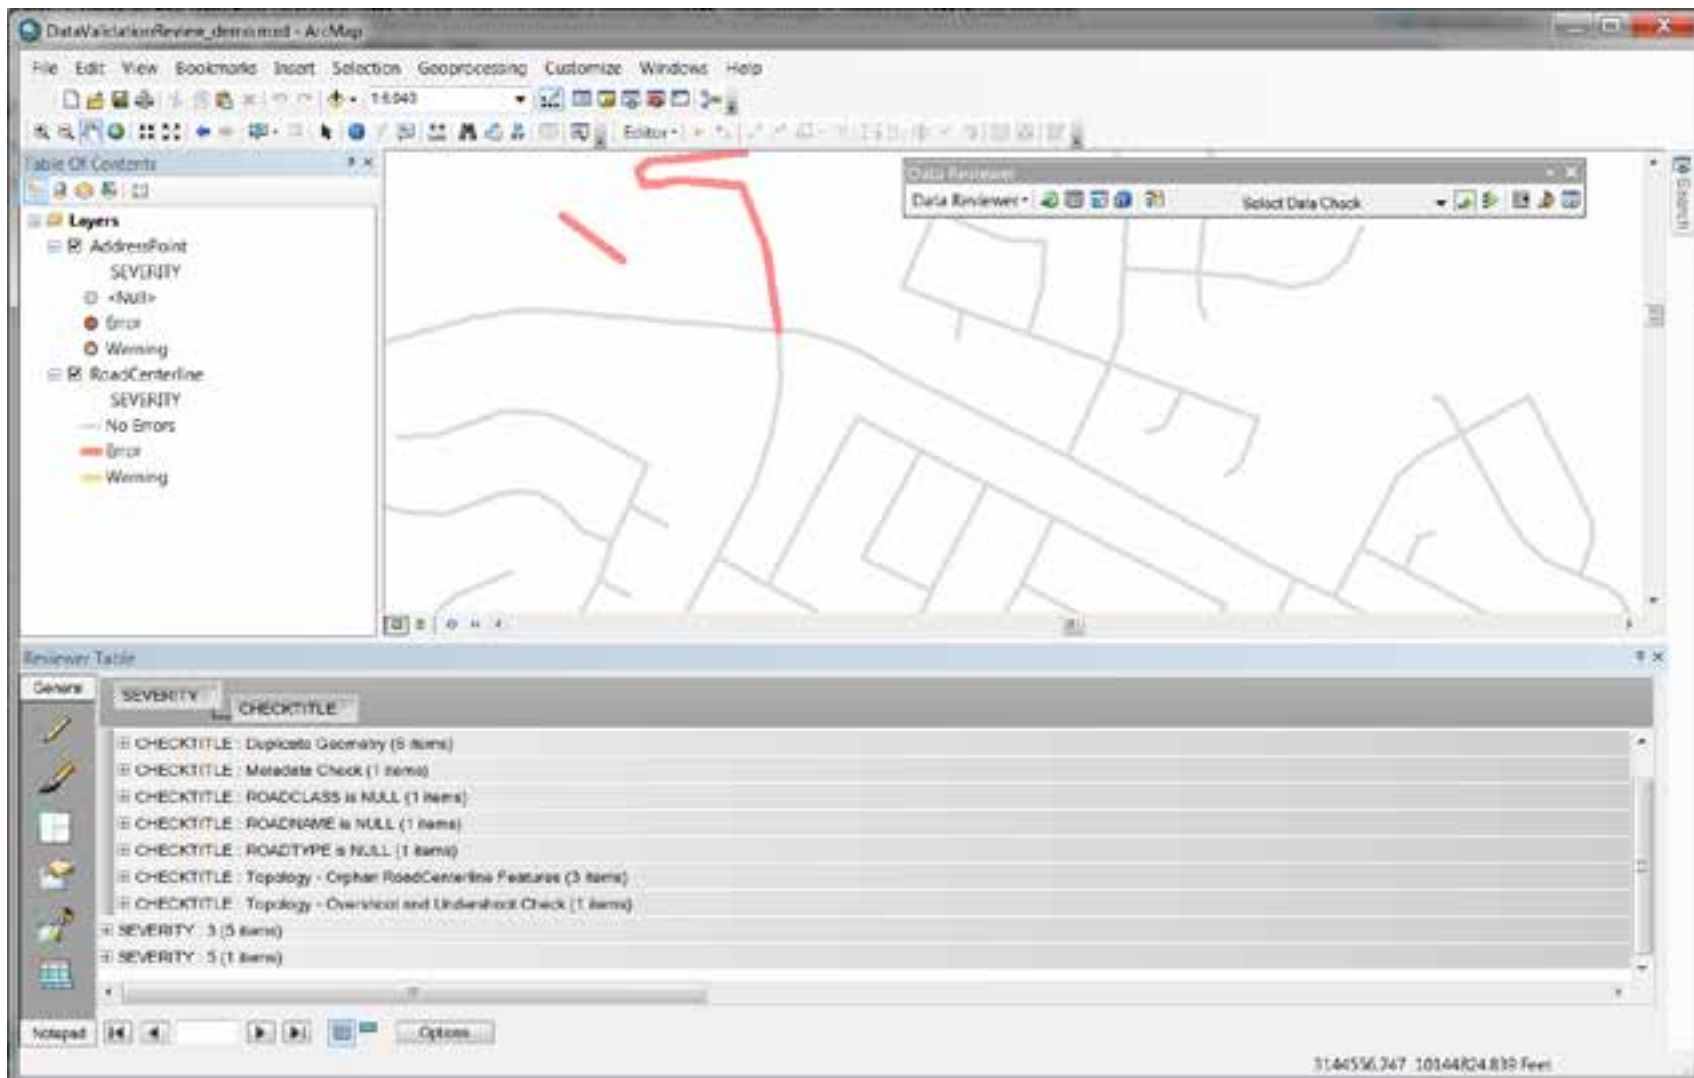 DataValidationReview_demo.mxd - ArcMap
File Edit View Bookmarks Insert Selection Geoprocessing Customize Windows Help
Editor
Table Of Contents
Layers
AddressPoint
SEVERITY
<Null>
Error
Warning
RoadCenterline
SEVERITY
No Errors
Error
Warning
Data Reviewer
Data Reviewer Select Data Check
Search
Reviewer Table
General
SEVERITY
CHECKTITLE
CHECKTITLE : Duplicate Geometry (6 items)
CHECKTITLE : Metadata Check (1 items)
CHECKTITLE : ROADCLASS is NULL (1 items)
CHECKTITLE : ROADNAME is NULL (1 items)
CHECKTITLE : ROADTYPE is NULL (1 items)
CHECKTITLE : Topology - Orphan RoadCenterline Features (3 items)
CHECKTITLE : Topology - Overshoot and Undershoot Check (1 items)
SEVERITY : 3 (5 items)
SEVERITY : 5 (1 items)
Notepad
Options
3144556.747 10144824.839 Feet